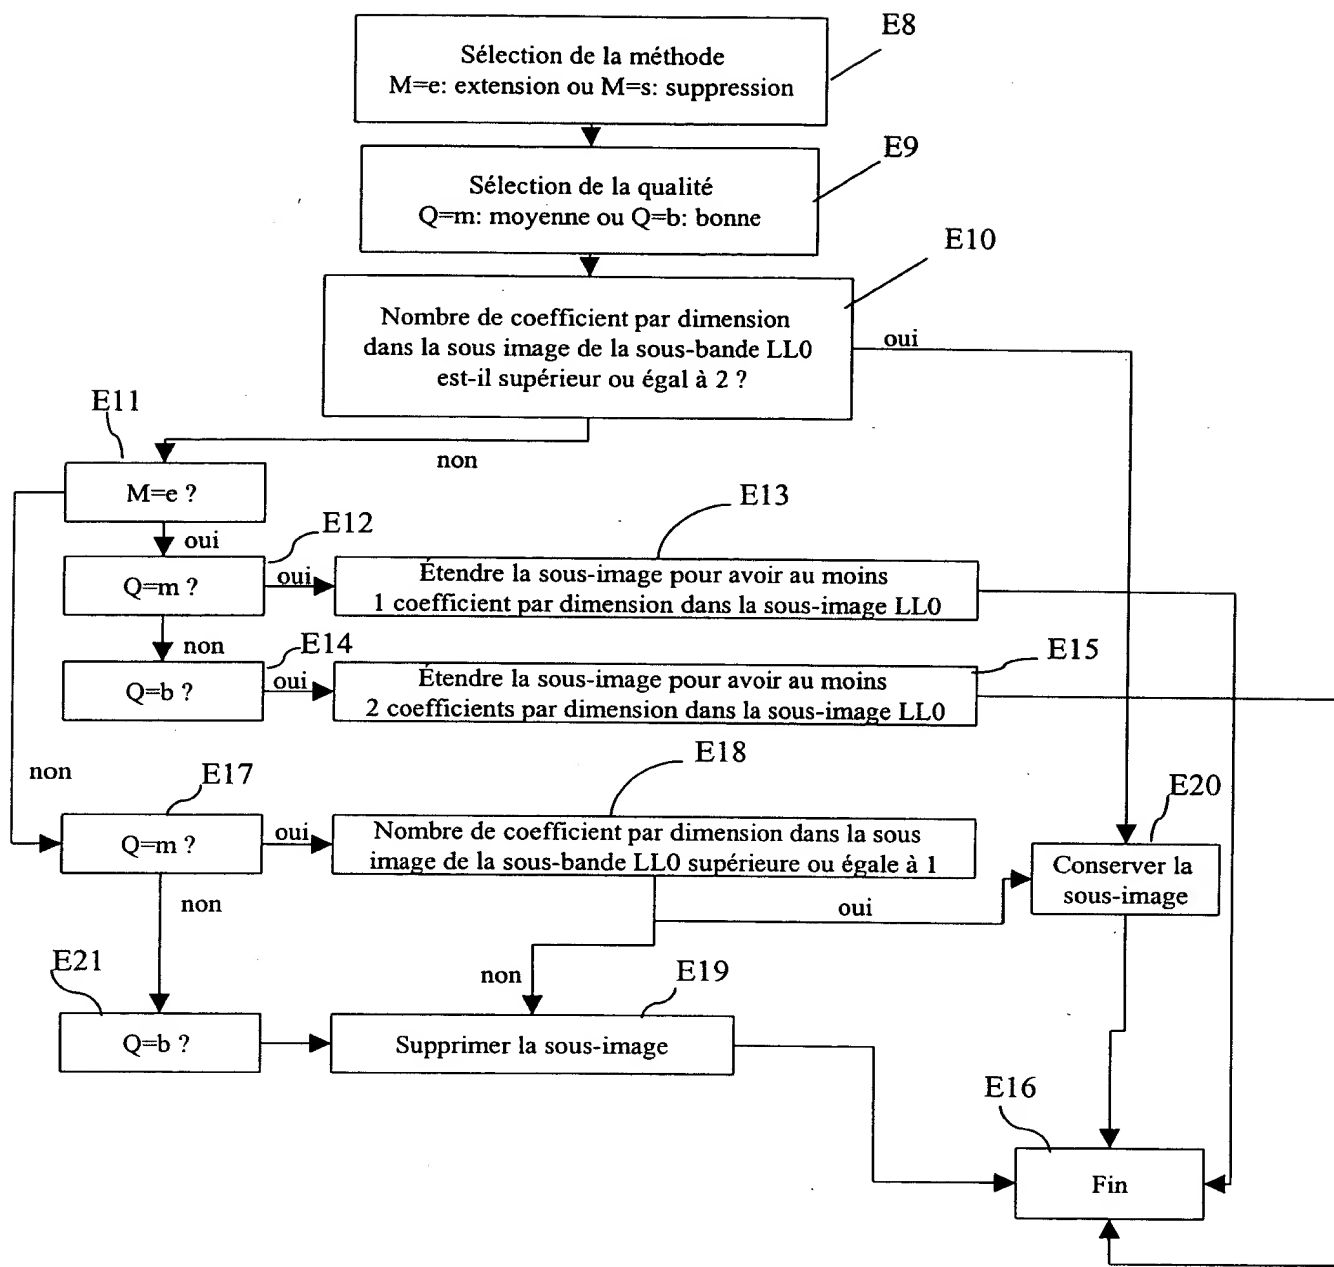 E8
Sélection de la méthode
M=e: extension ou M=s: suppression
E9
Sélection de la qualité
Q=m: moyenne ou Q=b: bonne
E10
Nombre de coefficient par dimension
dans la sous image de la sous-bande LL0
est-il supérieur ou égal à 2 ?
oui
non
E11
M=e ?
oui
E12
Q=m ?
oui
E13
Étendre la sous-image pour avoir au moins
1 coefficient par dimension dans la sous-image LL0
non
E14
Q=b ?
oui
E15
Étendre la sous-image pour avoir au moins
2 coefficients par dimension dans la sous-image LL0
non
E17
Q=m ?
oui
E18
Nombre de coefficient par dimension dans la sous
image de la sous-bande LL0 supérieure ou égale à 1
E20
Conserver la
sous-image
oui
non
non
E21
Q=b ?
E19
Supprimer la sous-image
E16
Fin